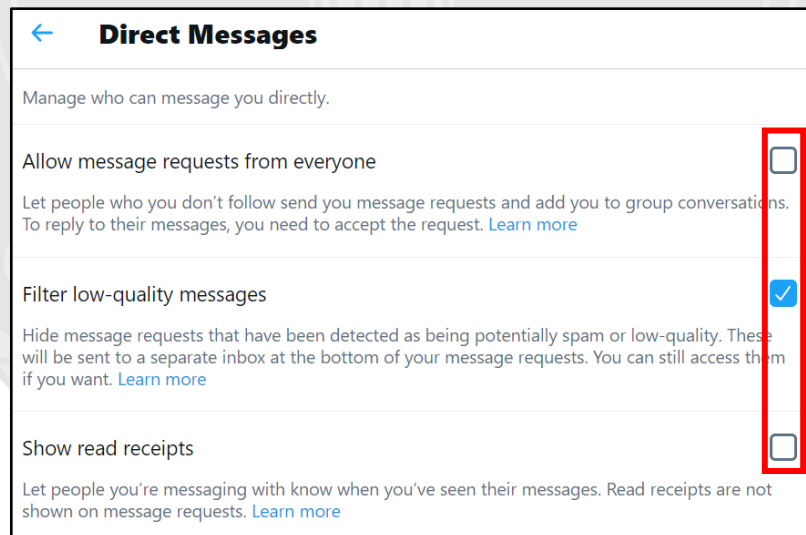 Direct Messages
Manage who can message you directly.
Allow message requests from everyone
Let people who you don't follow send you message requests and add you to group conversations.
To reply to their messages, you need to accept the request. Learn more
Filter low-quality messages
Hide message requests that have been detected as being potentially spam or low-quality. These
will be sent to a separate inbox at the bottom of your message requests. You can still access them
if you want. Learn more
Show read receipts
Let people you're messaging with know when you've seen their messages. Read receipts are not
shown on message requests. Learn more